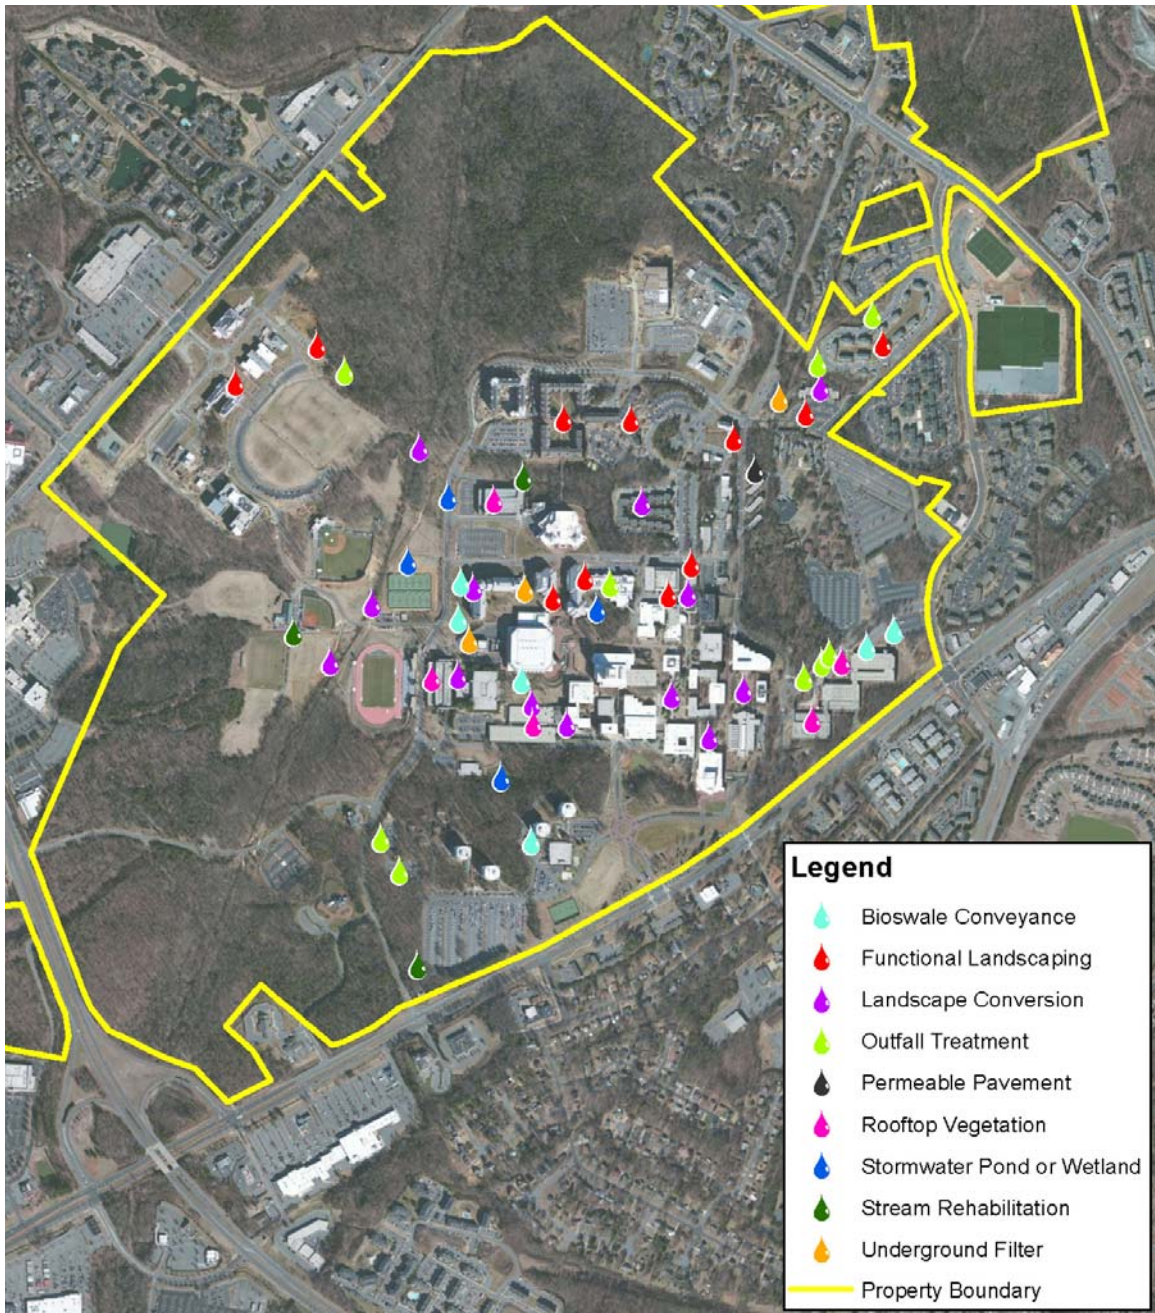 Legend
Bioswale Conveyance
Functional Landscaping
Landscape Conversion
Outfall Treatment
Permeable Pavement
Rooftop Vegetation
Stormwater Pond or Wetland
Stream Rehabilitation
Underground Filter
Property Boundary